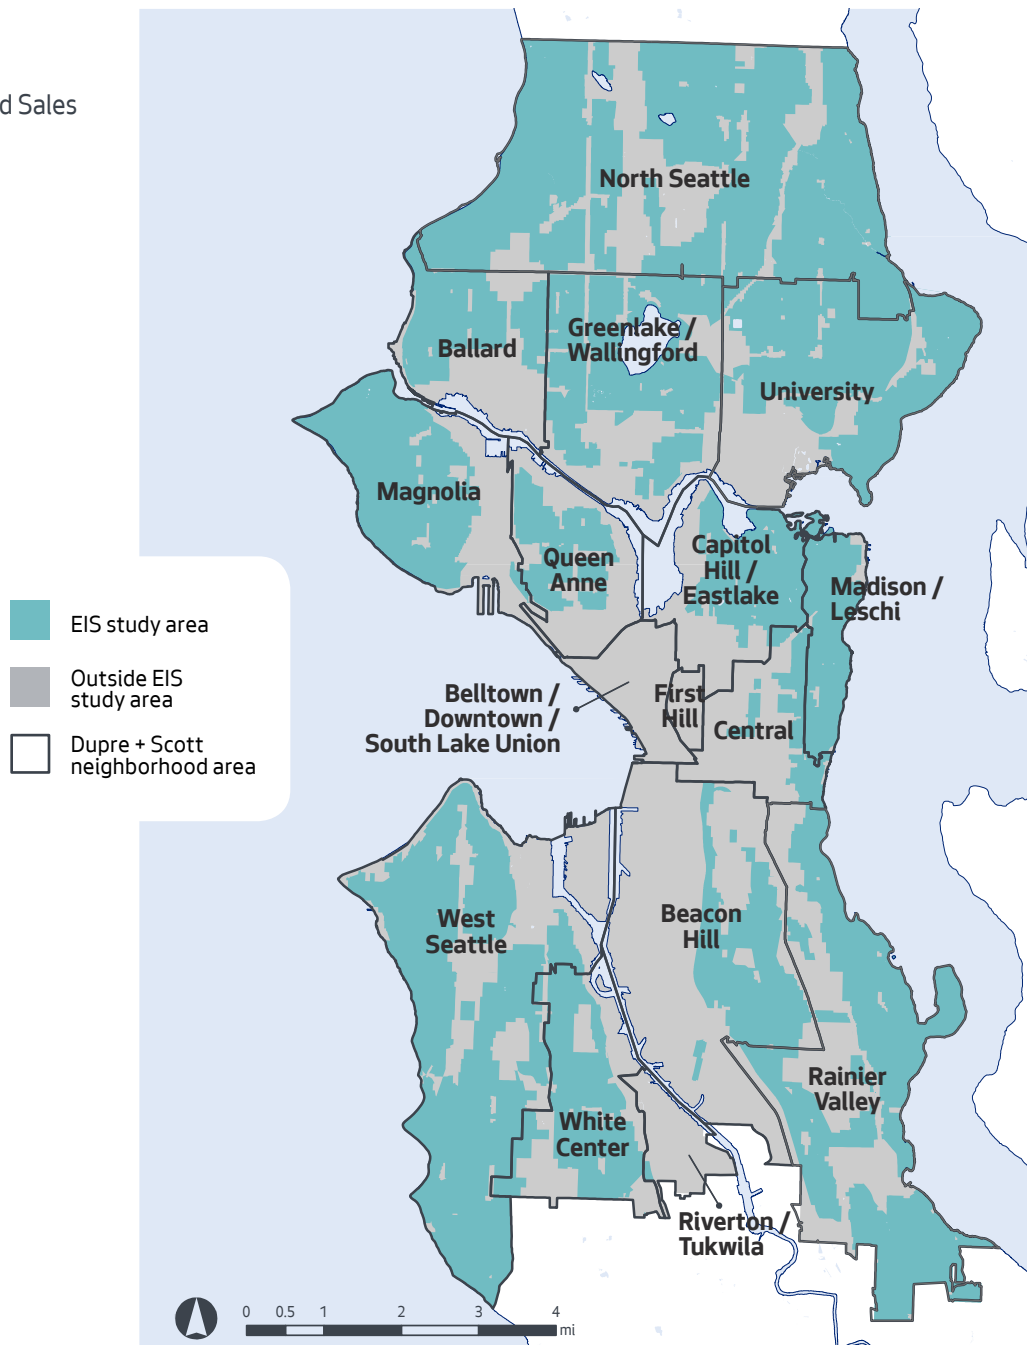 d Sales
North Seattle
Ballard
Greenlake /
Wallingford
University
Magnolia
Queen
Anne
Capitol
Hill /
Eastlake
Madison /
Leschi
EIS study area
Outside EIS
study area
Dupre + Scott
neighborhood area
Belltown /
Downtown /
South Lake Union
First
Hill
Central
West
Seattle
Beacon
Hill
Rainier
Valley
White
Center
Riverton /
Tukwila
0 0.5 1 2 3 4
mi